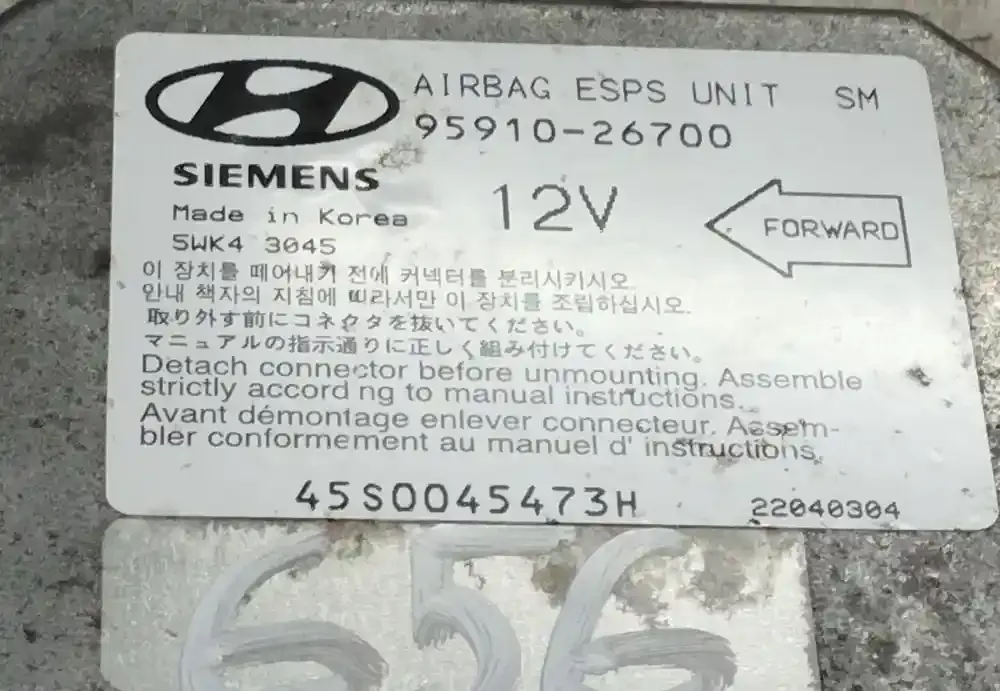 AIRBAG ESPS UNIT SM
95910-26700
SIEMENS
12V
Made in Korea
FORWARD
5WK4 3045
이 장치를 떼어내기 전에 커넥터를 분리시키시오.
안내 책자의 지침에 따라서만 이 장치를 조립하십시오.
取り外す前にコネクタを抜いてください。
マニュアルの指示通りに正しく組み付けてください。
Detach connector before unmounting. Assemble
strictly accord ng to manual instructions.
Avant démontage enlever connecteur. Assem-
bler conformement au manuel d' instructions.
45S0045473H 22040304
656